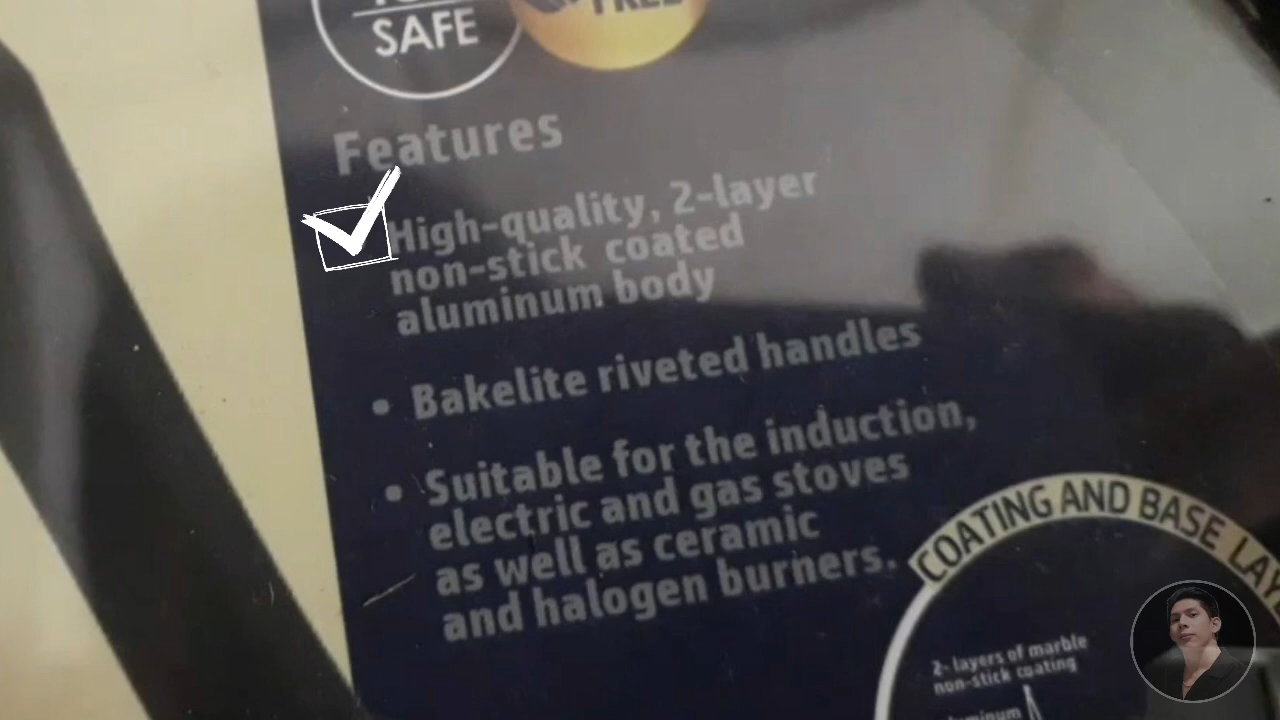 SAFE
FREE
Features
High-quality, 2-layer
non-stick coated
aluminum body
• Bakelite riveted handles
• Suitable for the induction,
electric and gas stoves
as well as ceramic
and halogen burners.
COATING AND BASE
2- layers of marble
non-stick coating